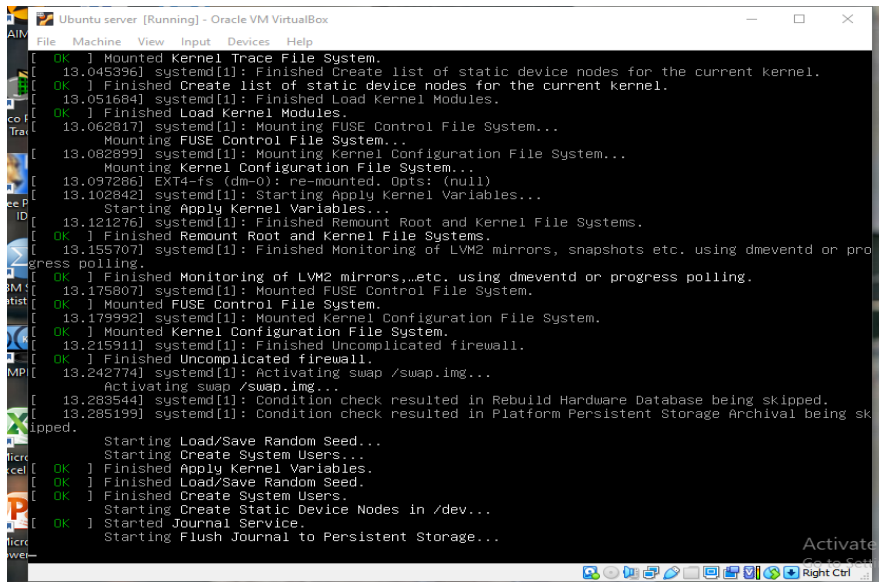 Ubuntu server [Running] - Oracle VM VirtualBox
File Machine View Input Devices Help
[  OK  ] Mounted Kernel Trace File System.
[   13.045396] systemd[1]: Finished Create list of static device nodes for the current kernel.
[  OK  ] Finished Create list of static device nodes for the current kernel.
[   13.051684] systemd[1]: Finished Load Kernel Modules.
[  OK  ] Finished Load Kernel Modules.
[   13.062817] systemd[1]: Mounting FUSE Control File System...
         Mounting FUSE Control File System...
[   13.082899] systemd[1]: Mounting Kernel Configuration File System...
         Mounting Kernel Configuration File System...
[   13.097286] EXT4-fs (dm-0): re-mounted. Opts: (null)
[   13.102842] systemd[1]: Starting Apply Kernel Variables...
         Starting Apply Kernel Variables...
[   13.121276] systemd[1]: Finished Remount Root and Kernel File Systems.
[  OK  ] Finished Remount Root and Kernel File Systems.
[   13.155707] systemd[1]: Finished Monitoring of LVM2 mirrors, snapshots etc. using dmeventd or pro
gress polling.
[  OK  ] Finished Monitoring of LVM2 mirrors,…etc. using dmeventd or progress polling.
[   13.175807] systemd[1]: Mounted FUSE Control File System.
[  OK  ] Mounted FUSE Control File System.
[   13.179992] systemd[1]: Mounted Kernel Configuration File System.
[  OK  ] Mounted Kernel Configuration File System.
[   13.215911] systemd[1]: Finished Uncomplicated firewall.
[  OK  ] Finished Uncomplicated firewall.
[   13.242774] systemd[1]: Activating swap /swap.img...
         Activating swap /swap.img...
[   13.283544] systemd[1]: Condition check resulted in Rebuild Hardware Database being skipped.
[   13.285199] systemd[1]: Condition check resulted in Platform Persistent Storage Archival being sk
ipped.
         Starting Load/Save Random Seed...
         Starting Create System Users...
[  OK  ] Finished Apply Kernel Variables.
[  OK  ] Finished Load/Save Random Seed.
[  OK  ] Finished Create System Users.
         Starting Create Static Device Nodes in /dev...
[  OK  ] Started Journal Service.
         Starting Flush Journal to Persistent Storage...
Activate
Right Ctrl